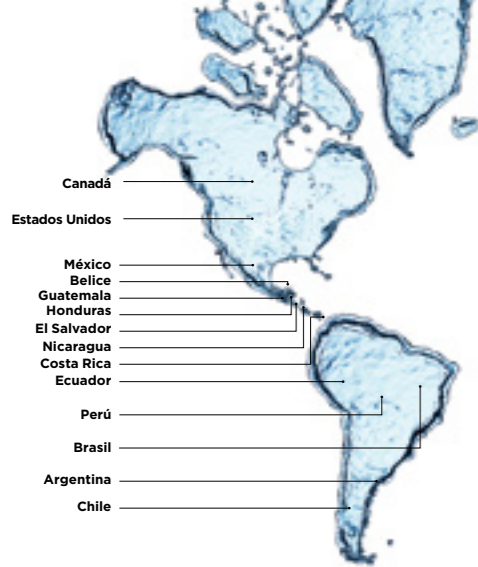 Canadá
Estados Unidos
México
Belice
Guatemala
Honduras
El Salvador
Nicaragua
Costa Rica
Ecuador
Perú
Brasil
Argentina
Chile